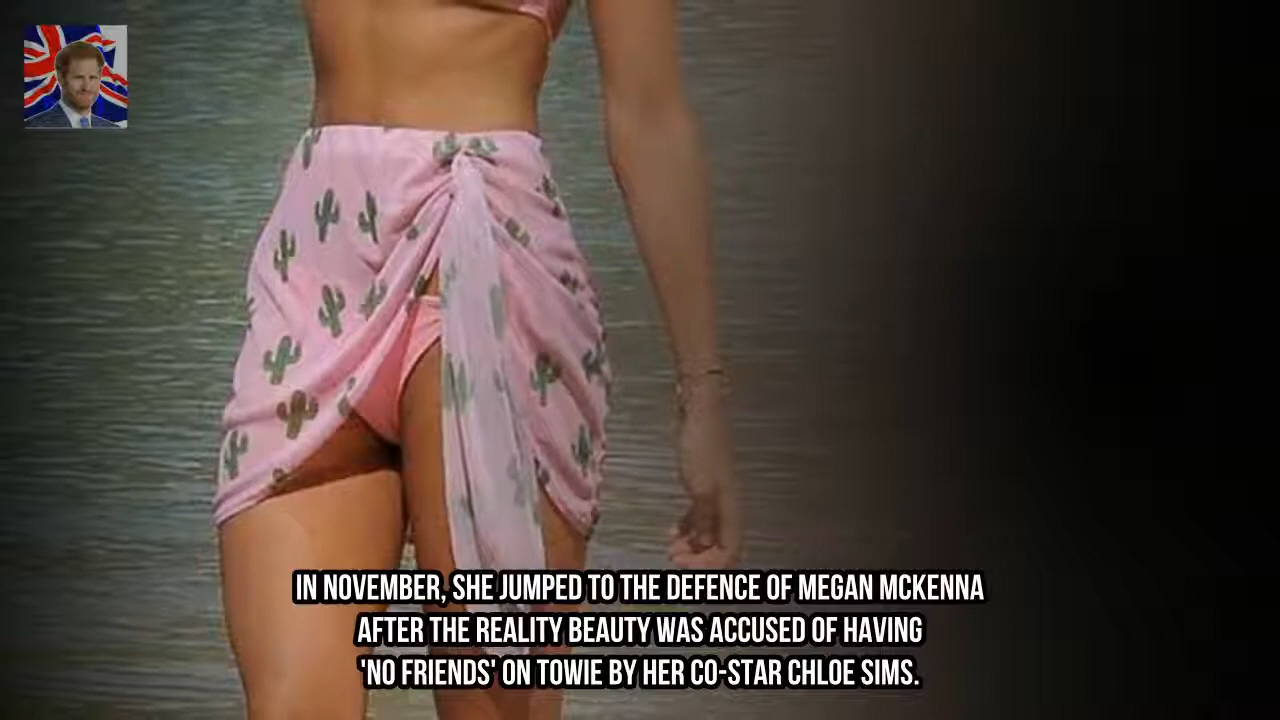 IN NOVEMBER, SHE JUMPED TO THE DEFENCE OF MEGAN MCKENNA
AFTER THE REALITY BEAUTY WAS ACCUSED OF HAVING
'NO FRIENDS' ON TOWIE BY HER CO-STAR CHLOE SIMS.